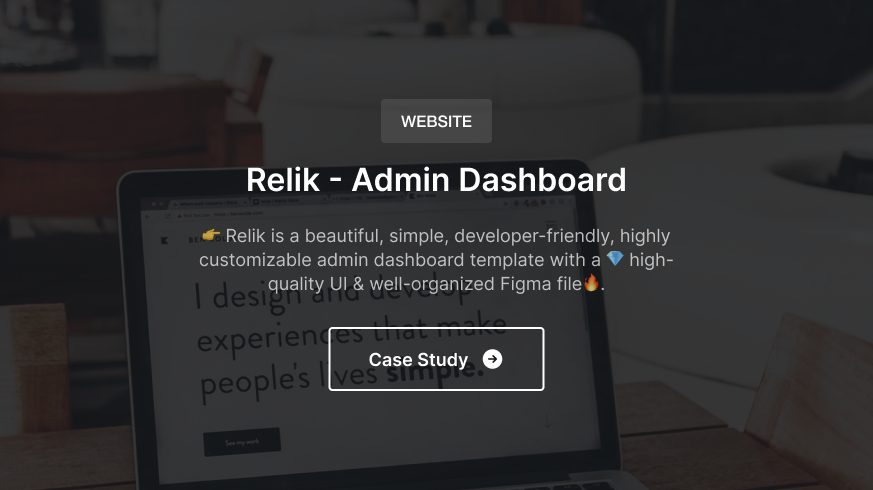 WEBSITE
Relik - Admin Dashboard
👉 Relik is a beautiful, simple, developer-friendly, highly
customizable admin dashboard template with a 💎 high-
quality UI & well-organized Figma file🔥.
I design and develop
experiences that make
people's lives simple.
Case Study
See my work